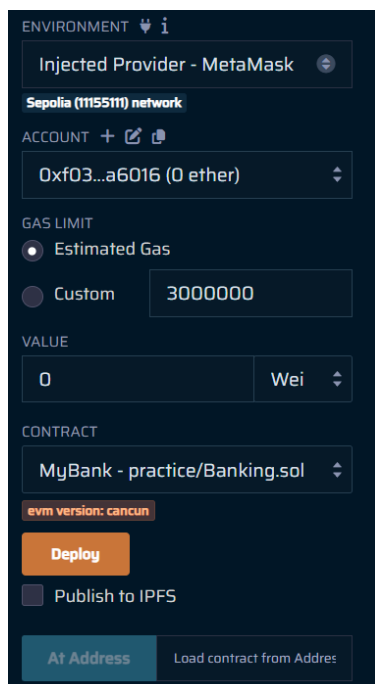 ENVIRONMENT
Injected Provider - MetaMask
Sepolia (11155111) network
ACCOUNT
0xf03...a6016 (0 ether)
GAS LIMIT
Estimated Gas
Custom 3000000
VALUE
0 Wei
CONTRACT
MyBank - practice/Banking.sol
evm version: cancun
Deploy
Publish to IPFS
At Address Load contract from Addres